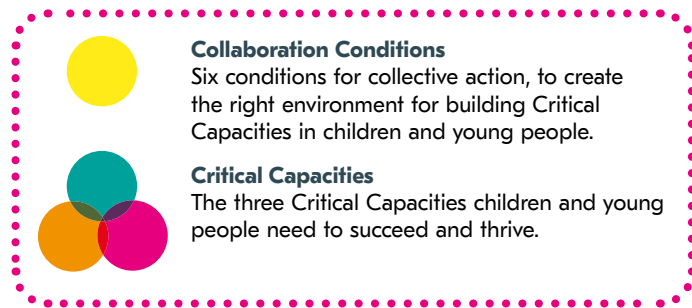 Collaboration Conditions
Six conditions for collective action, to create
the right environment for building Critical
Capacities in children and young people.
Critical Capacities
The three Critical Capacities children and young
people need to succeed and thrive.